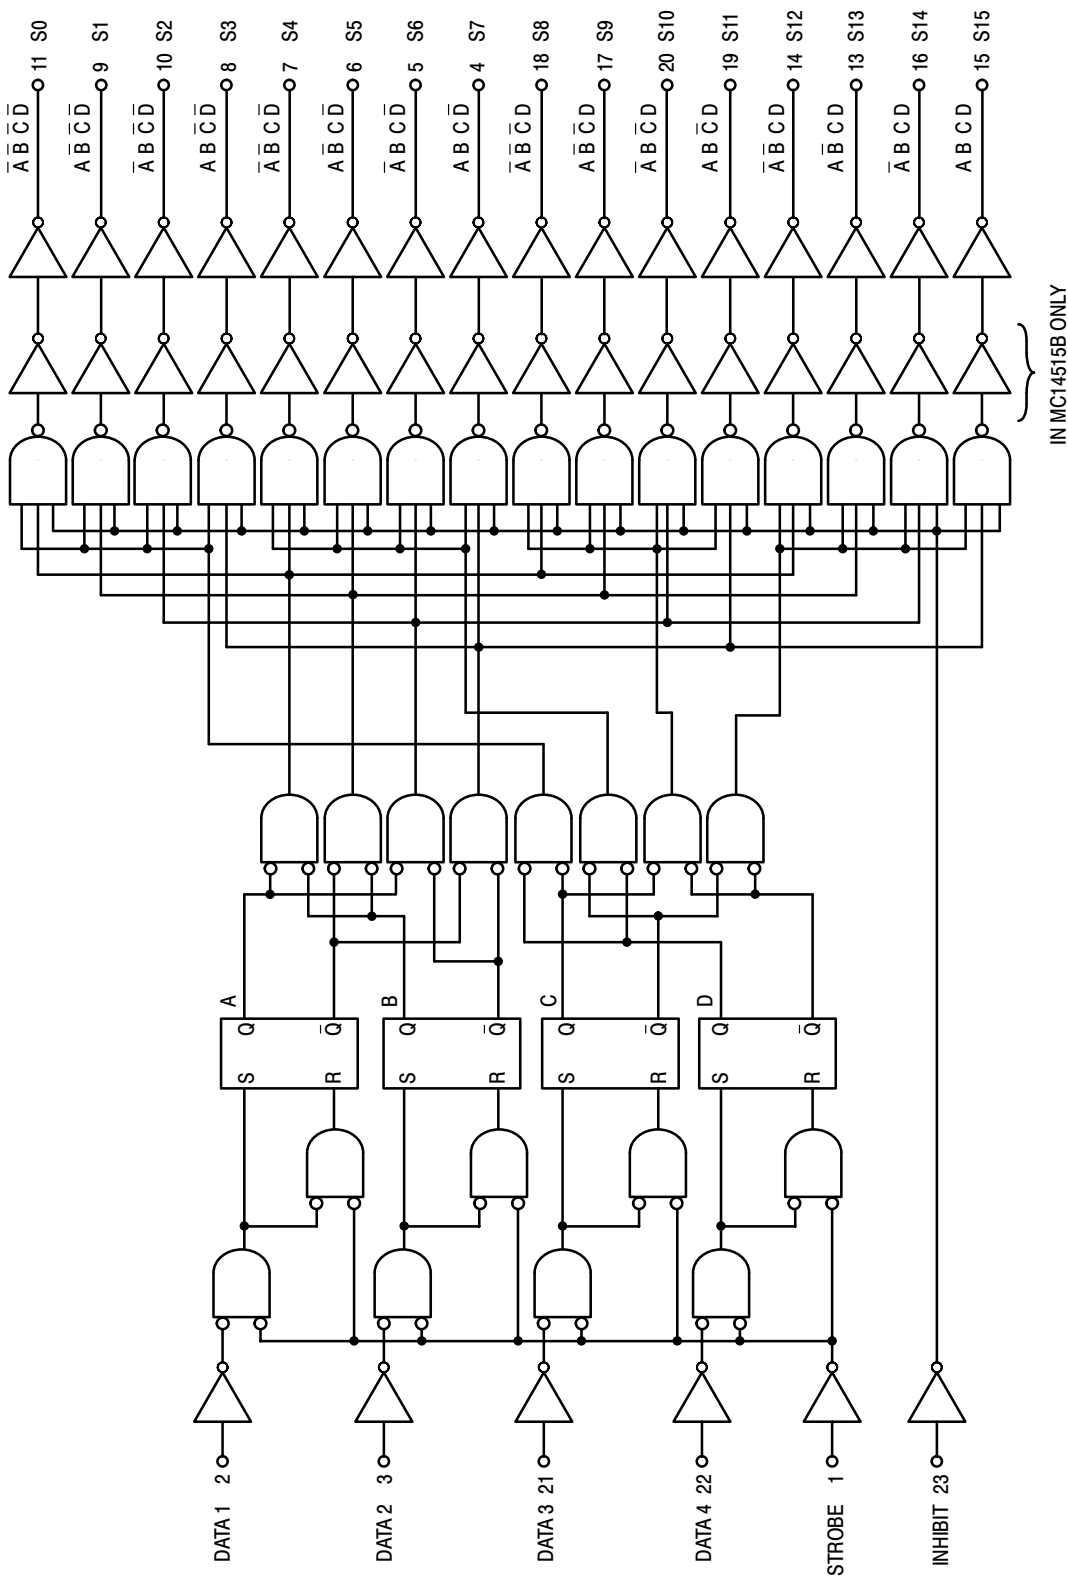 DATA 1 2
DATA 2 3
DATA 3 21
DATA 4 22
STROBE 1
INHIBIT 23
A
S Q
R Q̅
B
S Q
R Q̅
C
S Q
R Q̅
D
S Q
R Q̅
A̅ B̅ C̅ D̅ 11 S0
A B̅ C̅ D̅ 9 S1
A̅ B C̅ D̅ 10 S2
A B C̅ D̅ 8 S3
A̅ B̅ C D̅ 7 S4
A B̅ C D̅ 6 S5
A̅ B C D̅ 5 S6
A B C D̅ 4 S7
A̅ B̅ C̅ D 18 S8
A B̅ C̅ D 17 S9
A̅ B C̅ D 20 S10
A B C̅ D 19 S11
A̅ B̅ C D 14 S12
A B̅ C D 13 S13
A̅ B C D 16 S14
A B C D 15 S15
IN MC14515B ONLY